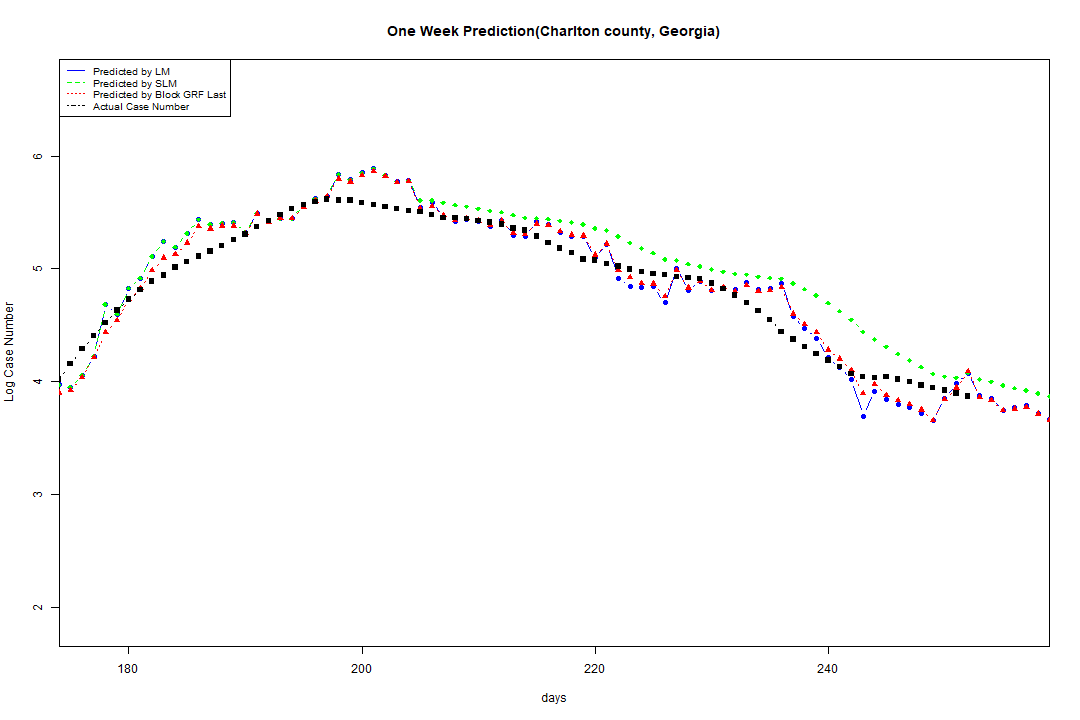 One Week Prediction(Charlton county, Georgia)
Predicted by LM
Predicted by SLM
Predicted by Block GRF Last
Actual Case Number
Log Case Number
6
5
4
3
2
180 200 220 240
days